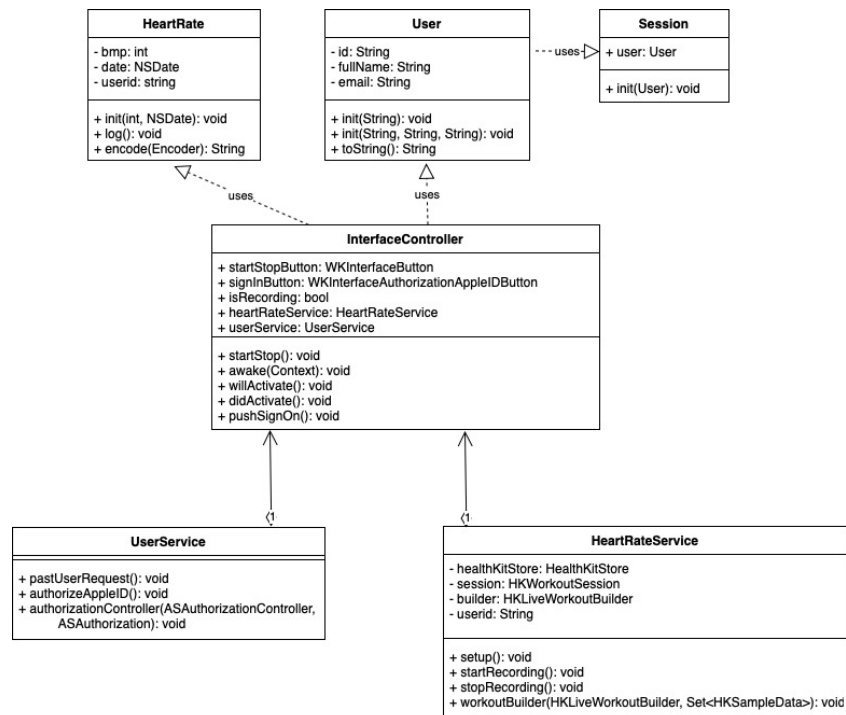 HeartRate
- bmp: int
- date: NSDate
- userid: string
+ init(int, NSDate): void
+ log(): void
+ encode(Encoder): String
User
- id: String
- fullName: String
- email: String
+ init(String): void
+ init(String, String, String): void
+ toString(): String
uses
Session
+ user: User
+ init(User): void
uses
uses
InterfaceController
+ startStopButton: WKInterfaceButton
+ signInButton: WKInterfaceAuthorizationAppleIDButton
+ isRecording: bool
+ heartRateService: HeartRateService
+ userService: UserService
+ startStop(): void
+ awake(Context): void
+ willActivate(): void
+ didActivate(): void
+ pushSignOn(): void
1
1
UserService
+ pastUserRequest(): void
+ authorizeAppleID(): void
+ authorizationController(ASAuthorizationController,
ASAuthorization): void
HeartRateService
- healthKitStore: HealthKitStore
- session: HKWorkoutSession
- builder: HKLiveWorkoutBuilder
- userid: String
+ setup(): void
+ startRecording(): void
+ stopRecording(): void
+ workoutBuilder(HKLiveWorkoutBuilder, Set<HKSampleData>): void